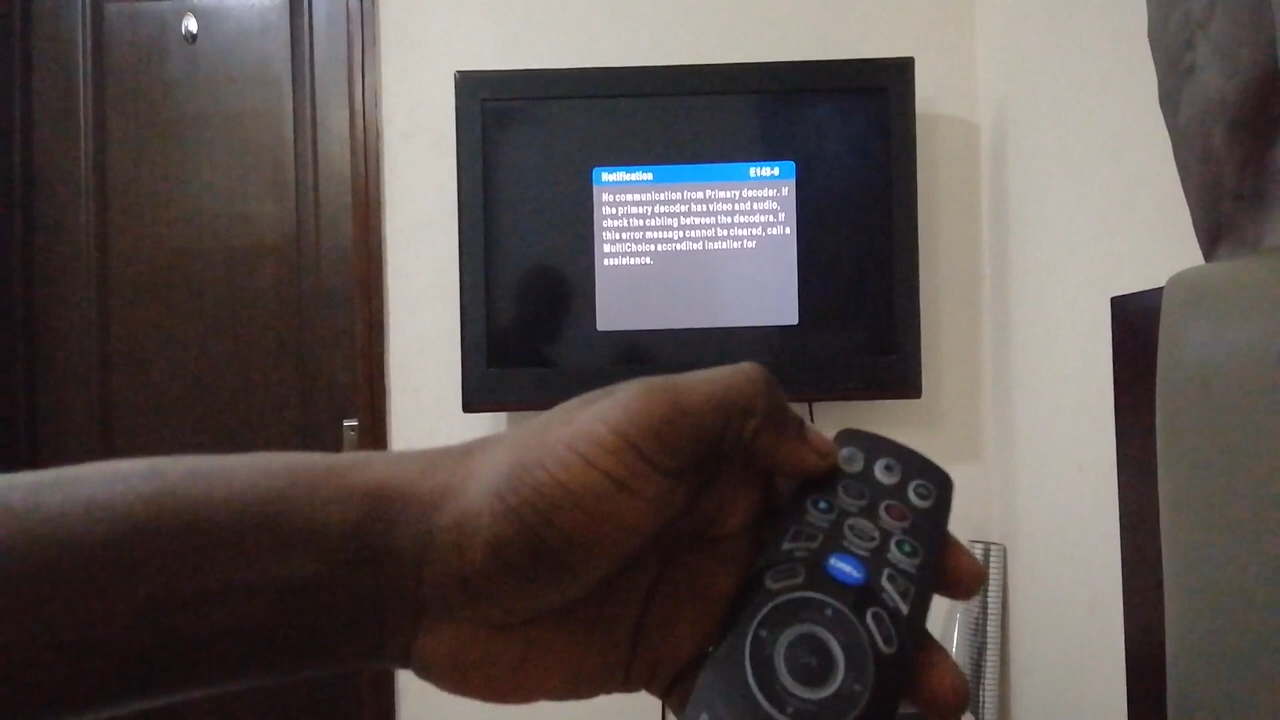 Notification E143-0
No communication from Primary decoder. If
the primary decoder has video and audio,
check the cabling between the decoders. If
this error message cannot be cleared, call a
MultiChoice accredited installer for
assistance.